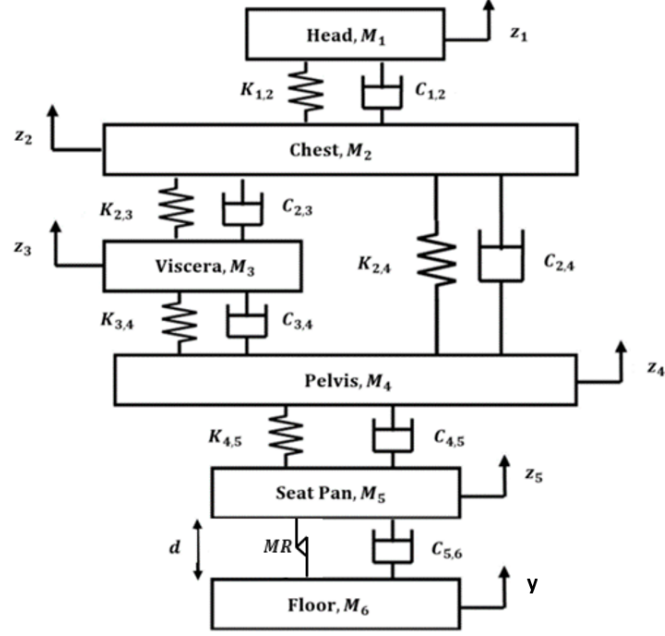 Head, M₁
z₁
K₁,₂
C₁,₂
z₂
Chest, M₂
K₂,₃
C₂,₃
z₃
Viscera, M₃
K₂,₄
C₂,₄
K₃,₄
C₃,₄
Pelvis, M₄
z₄
K₄,₅
C₄,₅
Seat Pan, M₅
z₅
d
MR
C₅,₆
Floor, M₆
y